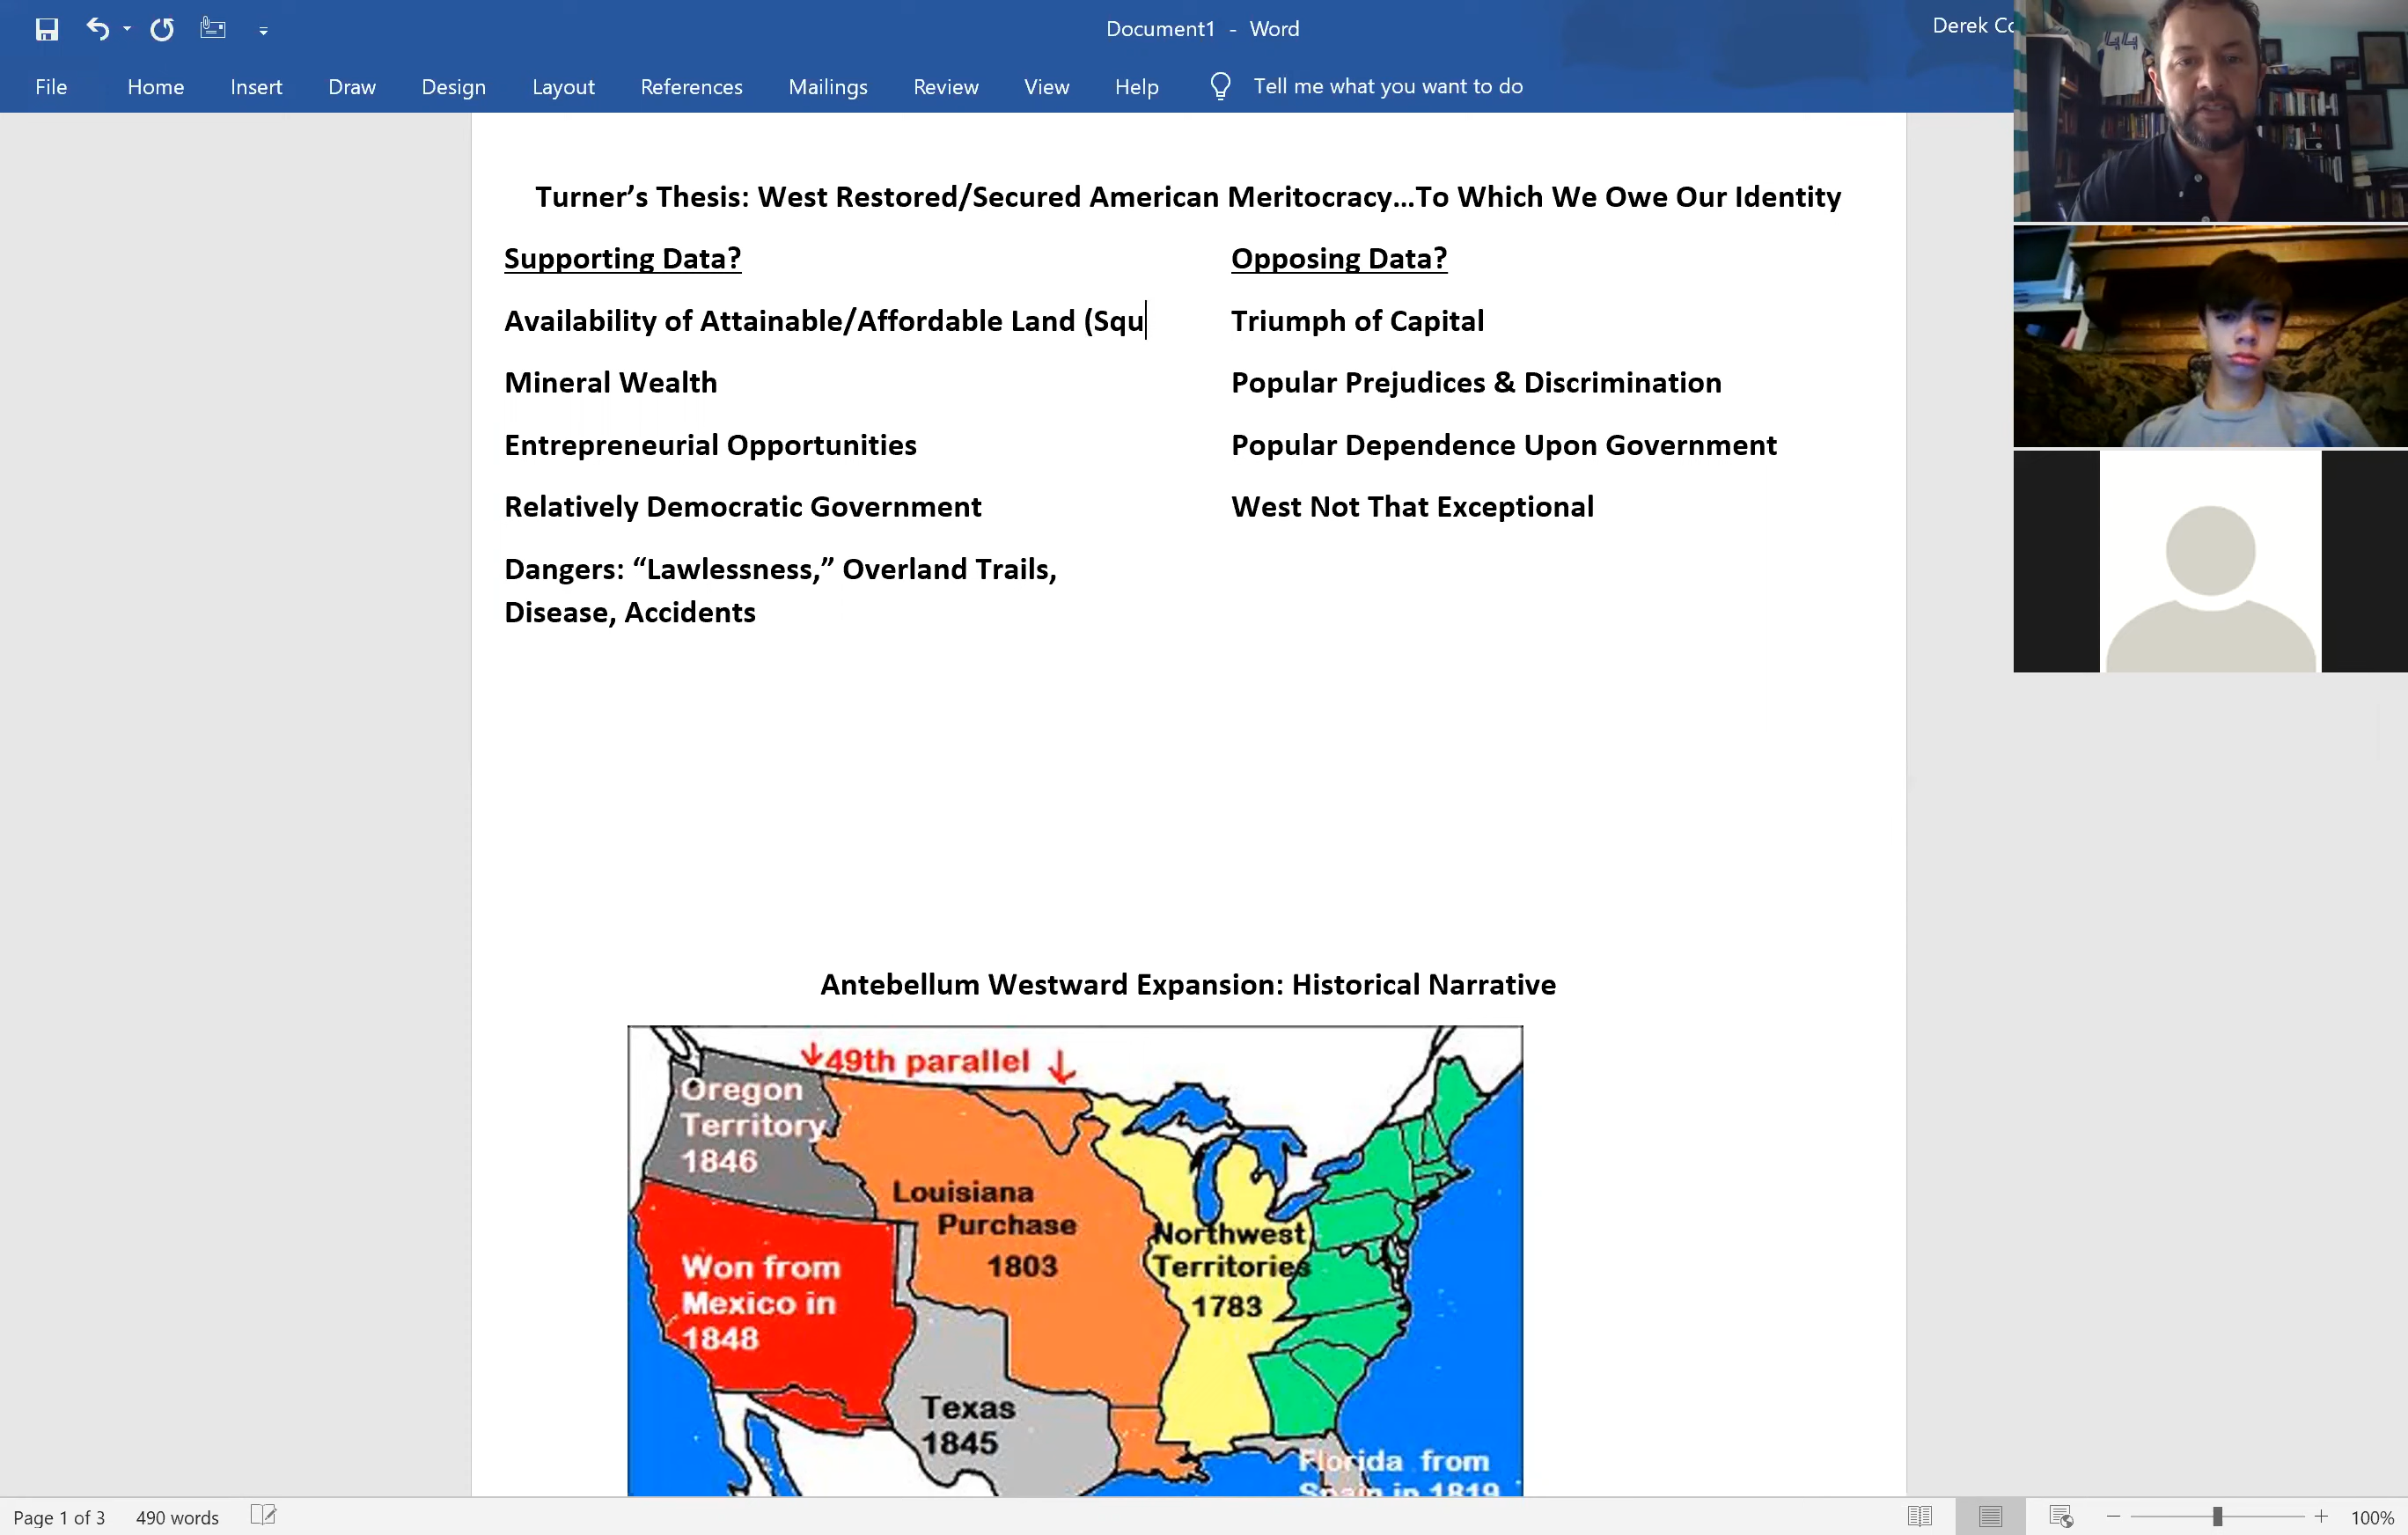 Document1 - Word
Derek Co
File Home Insert Draw Design Layout References Mailings Review View Help Tell me what you want to do
44
Turner’s Thesis: West Restored/Secured American Meritocracy...To Which We Owe Our Identity
Supporting Data?
Opposing Data?
Availability of Attainable/Affordable Land (Squ
Triumph of Capital
Mineral Wealth
Popular Prejudices & Discrimination
Entrepreneurial Opportunities
Popular Dependence Upon Government
Relatively Democratic Government
West Not That Exceptional
Dangers: “Lawlessness,” Overland Trails,
Disease, Accidents
Antebellum Westward Expansion: Historical Narrative
49th parallel
Oregon
Territory
1846
Louisiana
Purchase
1803
Northwest
Territories
1783
Won from
Mexico in
1848
Texas
1845
Florida from
Spain in 1819
Page 1 of 3 490 words
100%